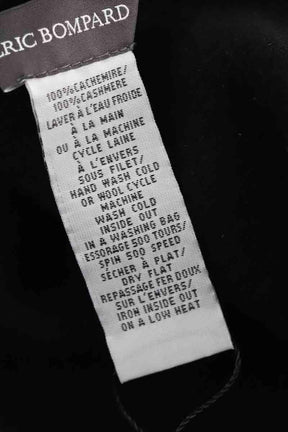 ERIC BOMPARD
100%CACHEMIRE/
100%CASHMERE
LAVER À L'EAU FROIDE
À LA MAIN
OU À LA MACHINE
CYCLE LAINE
À L'ENVERS
SOUS FILET/
HAND WASH COLD
OR WOOL CYCLE
MACHINE
WASH COLD
INSIDE OUT
IN A WASHING BAG
ESSORAGE 500 TOURS/
SPIN 500 SPEED
SÉCHER À PLAT/
DRY FLAT
REPASSAGE FER DOUX
SUR L'ENVERS/
IRON INSIDE OUT
ON A LOW HEAT